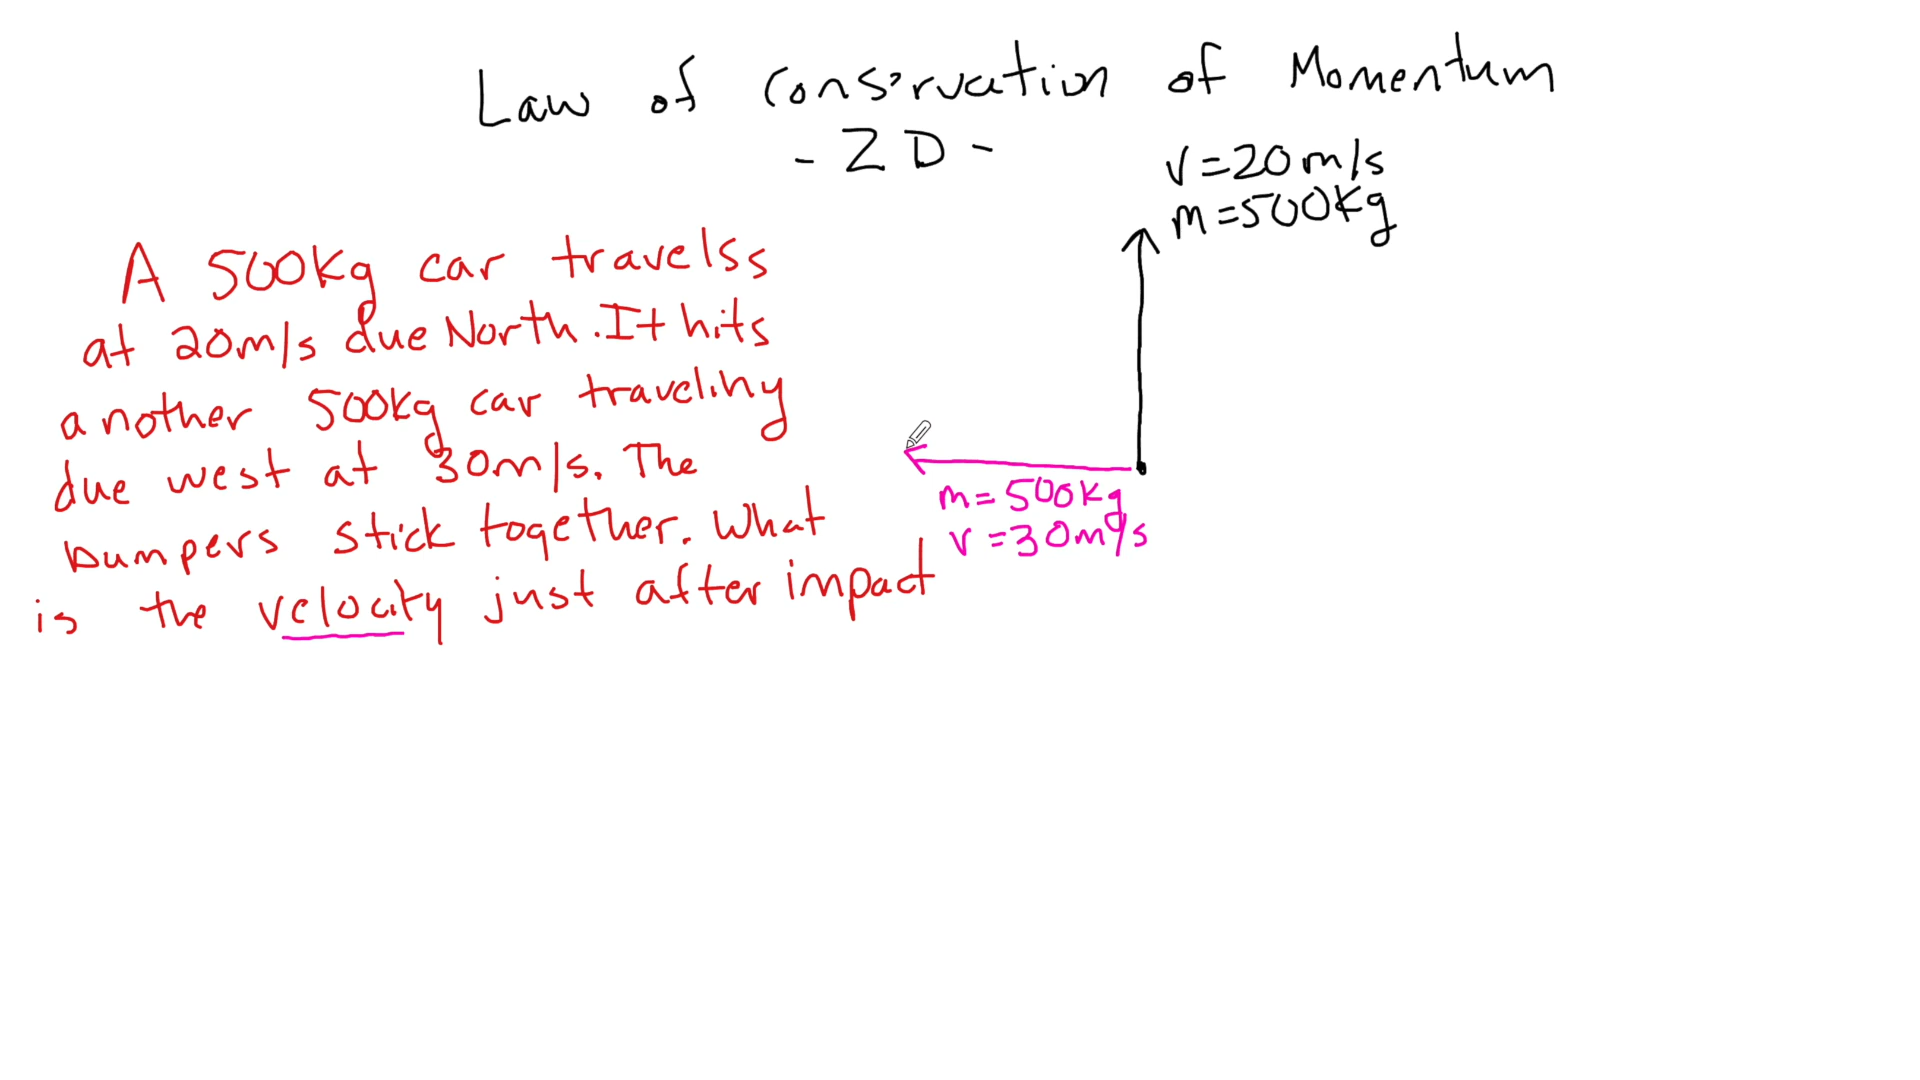 Law of Conservation of Momentum
- 2D -
v=20m/s
m=500kg
A 500kg car travelss
at 20m/s due North. It hits
another 500kg car traveling
due west at 30m/s. The
bumpers stick together. What
is the velocity just after impact
m=500kg
v=30m/s